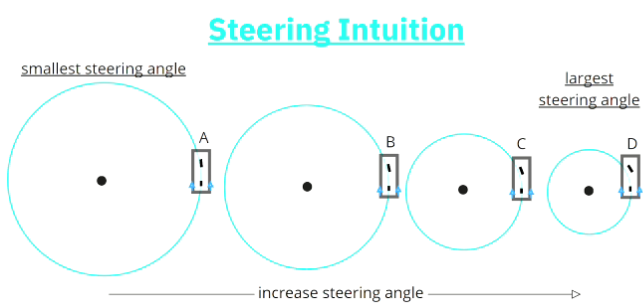 Steering Intuition
smallest steering angle
largest
steering angle
A
B
C
D
increase steering angle